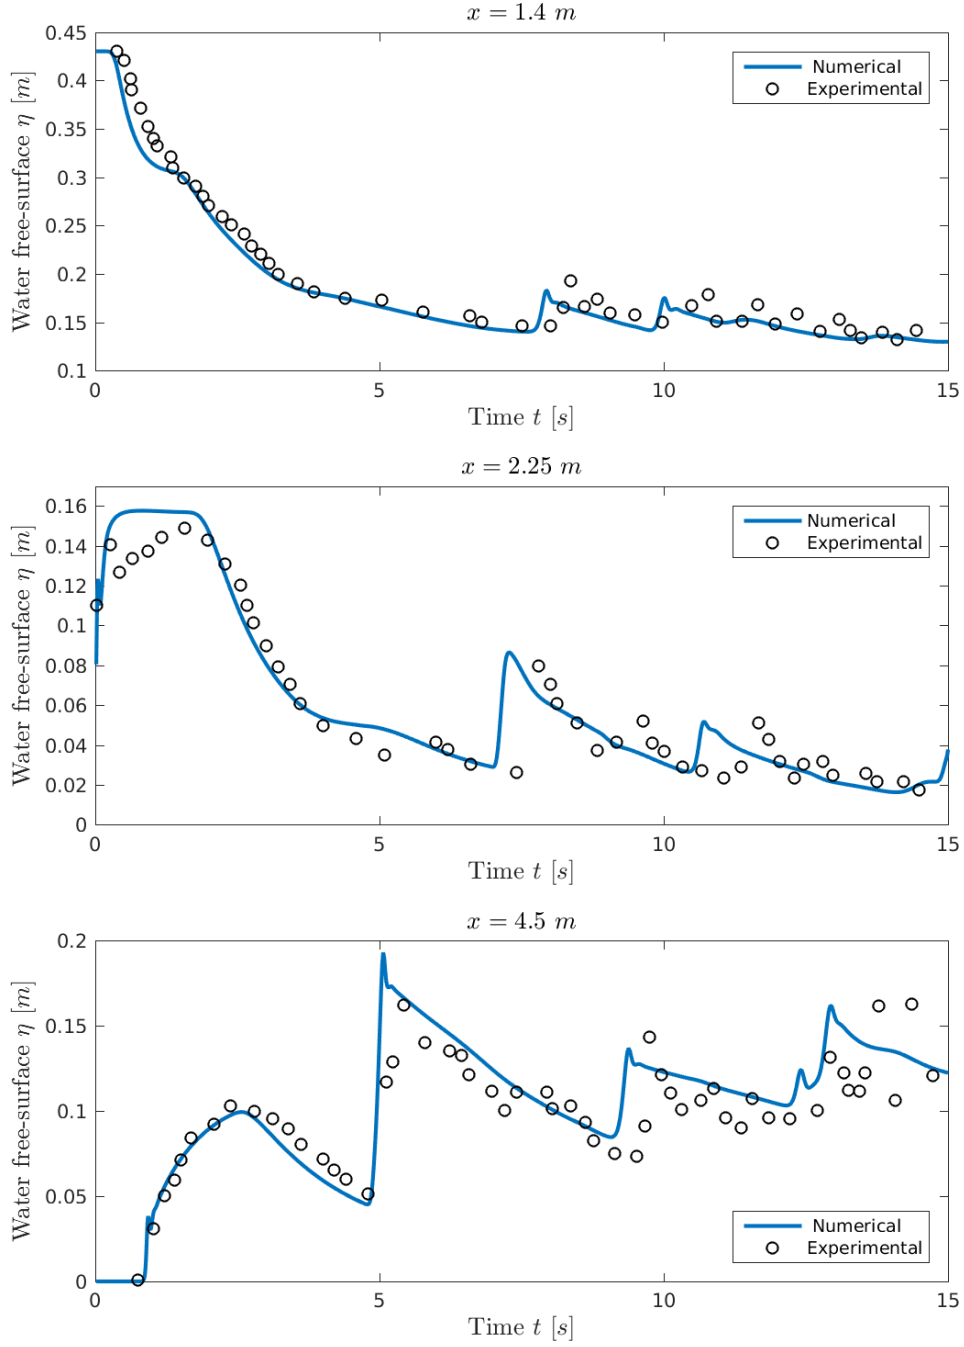 x = 1.4 m
0.45
0.4
0.35
0.3
0.25
0.2
0.15
0.1
Water free-surface η [m]
Numerical
Experimental
0 5 10 15
Time t [s]
x = 2.25 m
0.16
0.14
0.12
0.1
0.08
0.06
0.04
0.02
0
Water free-surface η [m]
Numerical
Experimental
0 5 10 15
Time t [s]
x = 4.5 m
0.2
0.15
0.1
0.05
0
Water free-surface η [m]
Numerical
Experimental
0 5 10 15
Time t [s]